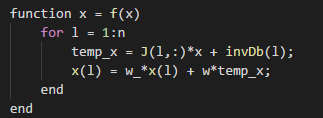 function x = f(x)
for l = 1:n
temp_x = J(l,:)*x + invDb(l);
x(l) = w_*x(l) + w*temp_x;
end
end